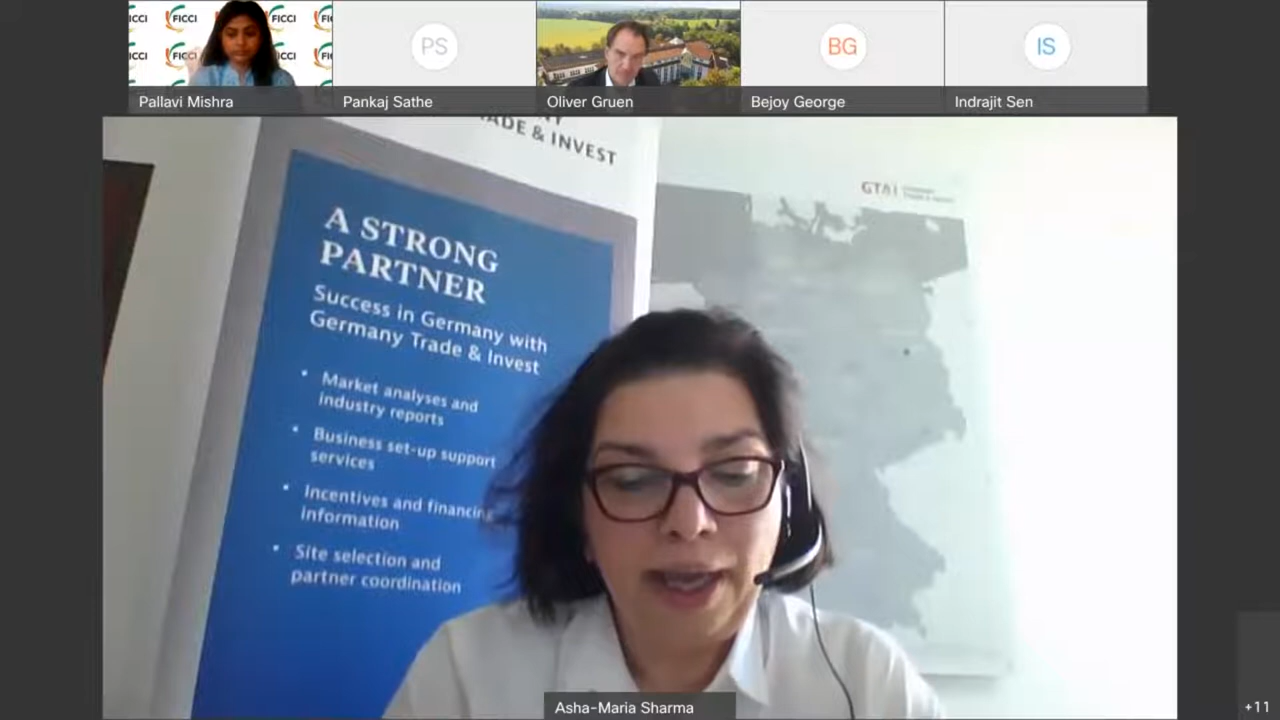 FICCI
FICCI
FICCI
Pallavi Mishra
PS
Pankaj Sathe
Oliver Gruen
BG
Bejoy George
IS
Indrajit Sen
ADE & INVEST
GTAI
A STRONG
PARTNER
Success in Germany with
Germany Trade & Invest
• Market analyses and
industry reports
• Business set-up support
services
• Incentives and financing
information
• Site selection and
partner coordination
Asha-Maria Sharma
+11